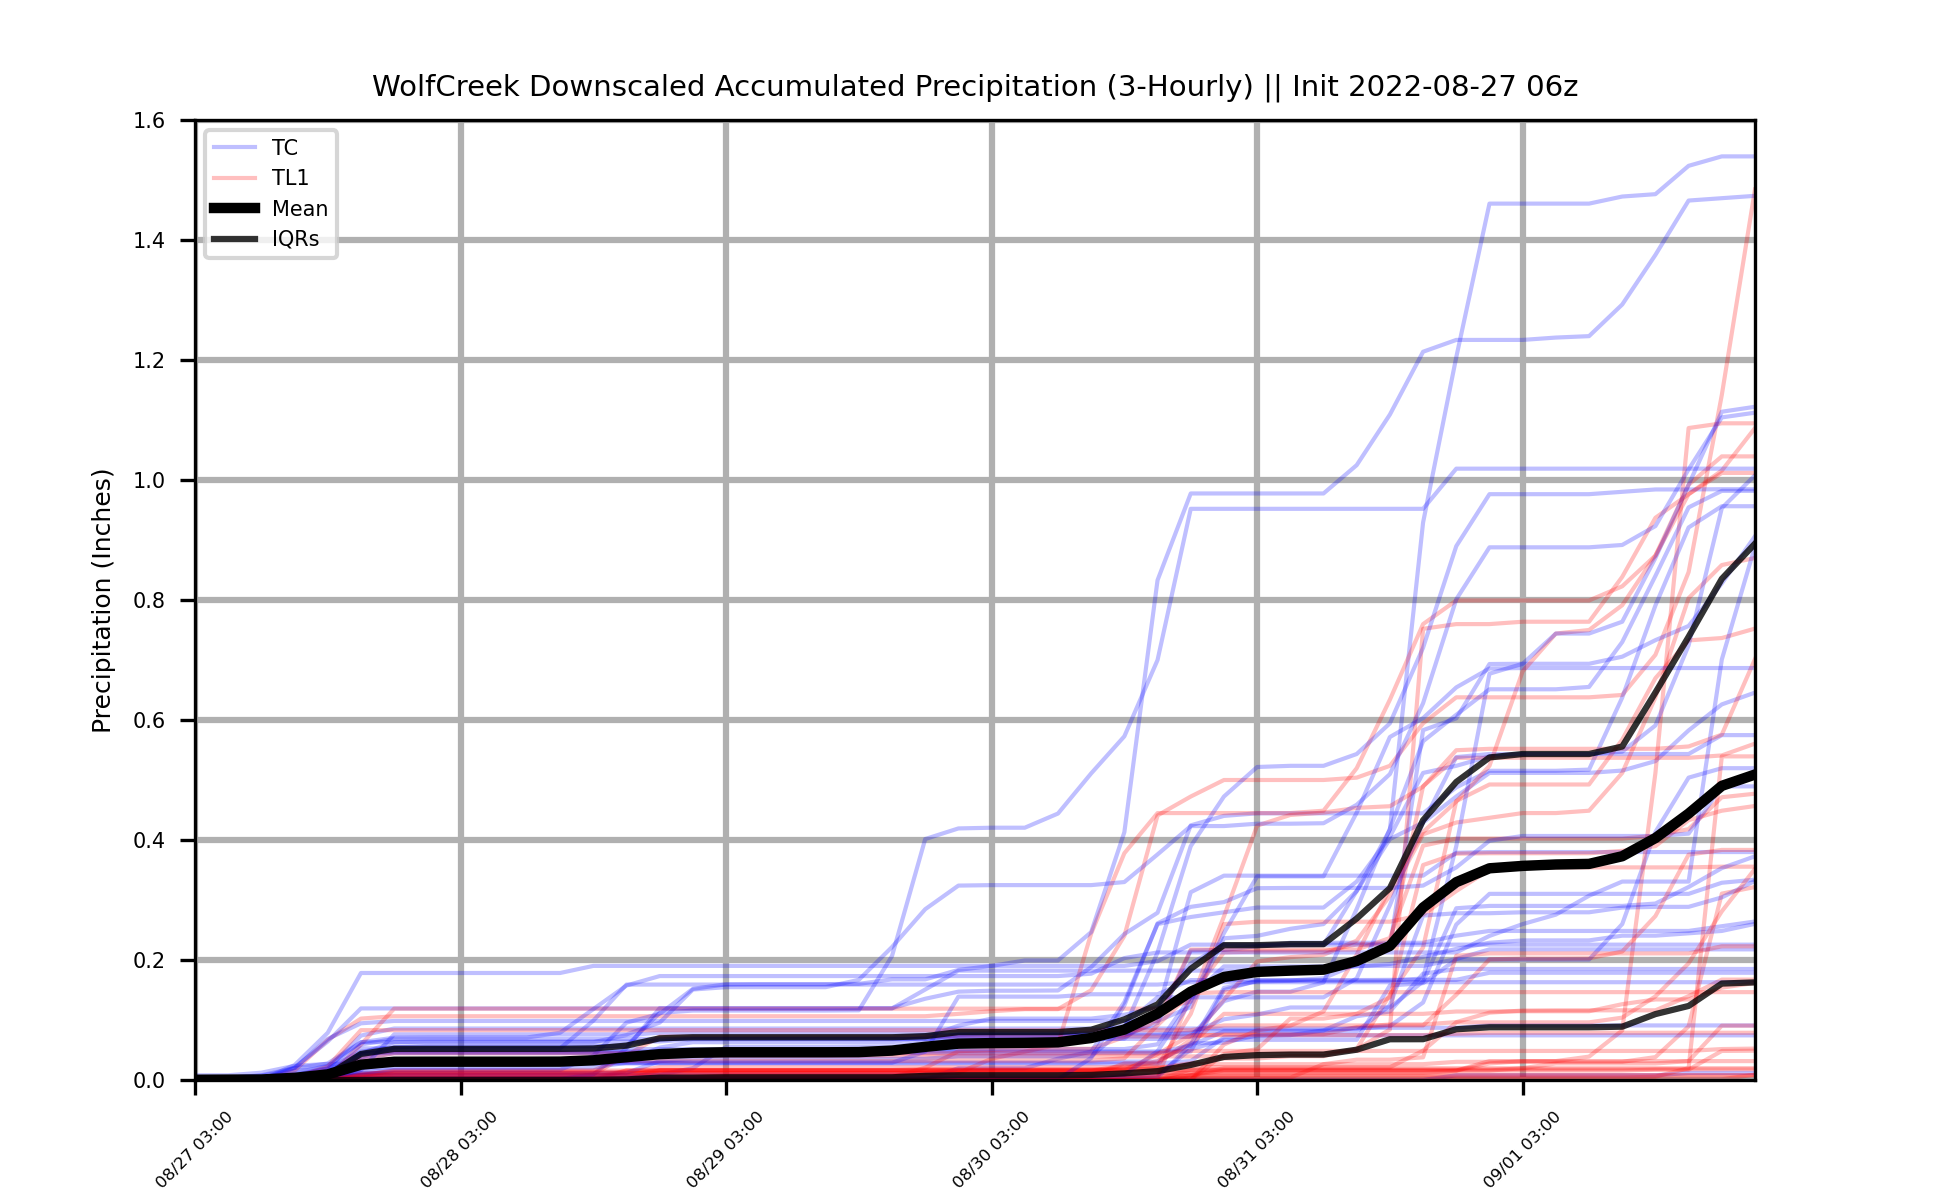 WolfCreek Downscaled Accumulated Precipitation (3-Hourly) || Init 2022-08-27 06z
TC
TL1
Mean
IQRs
Precipitation (Inches)
1.6
1.4
1.2
1.0
0.8
0.6
0.4
0.2
0.0
08/27 03:00
08/28 03:00
08/29 03:00
08/30 03:00
08/31 03:00
09/01 03:00